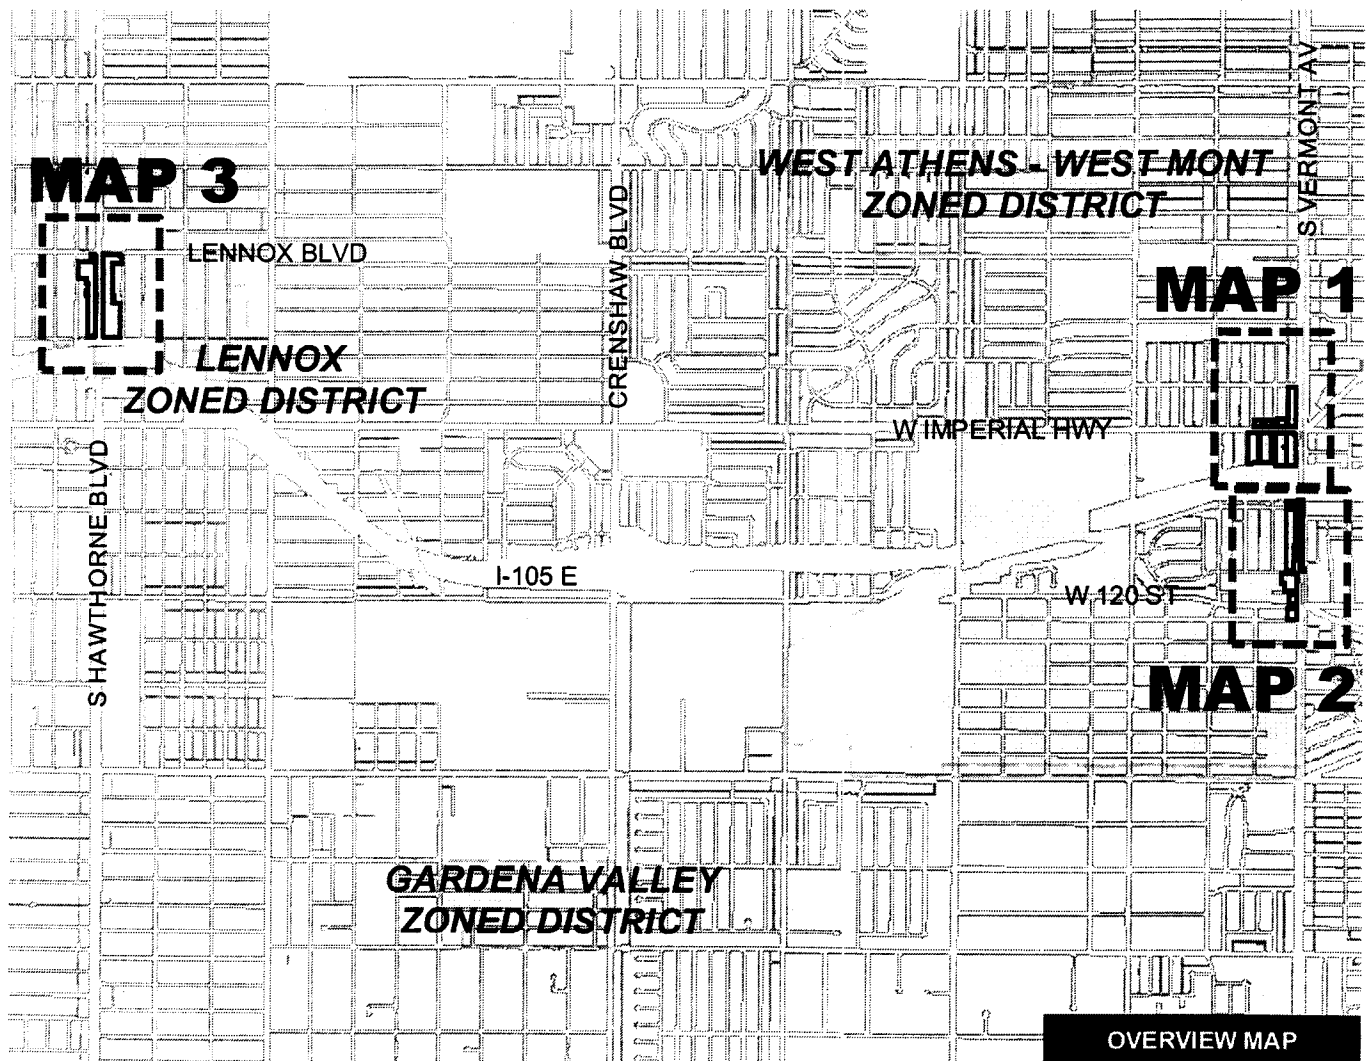 S VERMONT AV
WEST ATHENS - WEST MONT
ZONED DISTRICT
MAP 3
CRENSHAW BLVD
LENNOX BLVD
MAP 1
LENNOX
ZONED DISTRICT
W IMPERIAL HWY
S HAWTHORNE BLVD
I-105 E
W 120 ST
MAP 2
GARDENA VALLEY
ZONED DISTRICT
OVERVIEW MAP